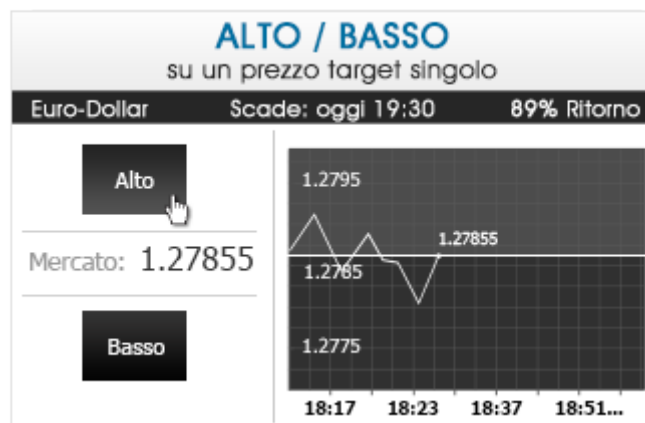 ALTO / BASSO
su un prezzo target singolo
Euro-Dollar Scade: oggi 19:30 89% Ritorno
Alto
Mercato: 1.27855
Basso
1.2795
1.27855
1.2785
1.2775
18:17 18:23 18:37 18:51...